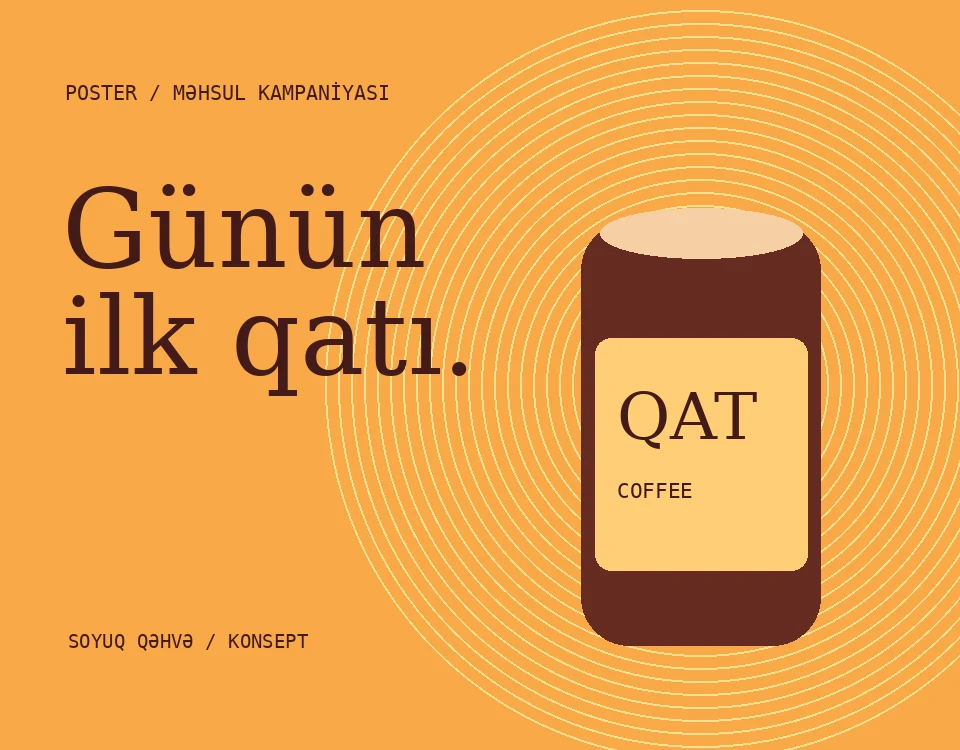 POSTER / MƏHSUL KAMPANİYASI
Günün
ilk qatı.
QAT
COFFEE
SOYUQ QƏHVƏ / KONSEPT